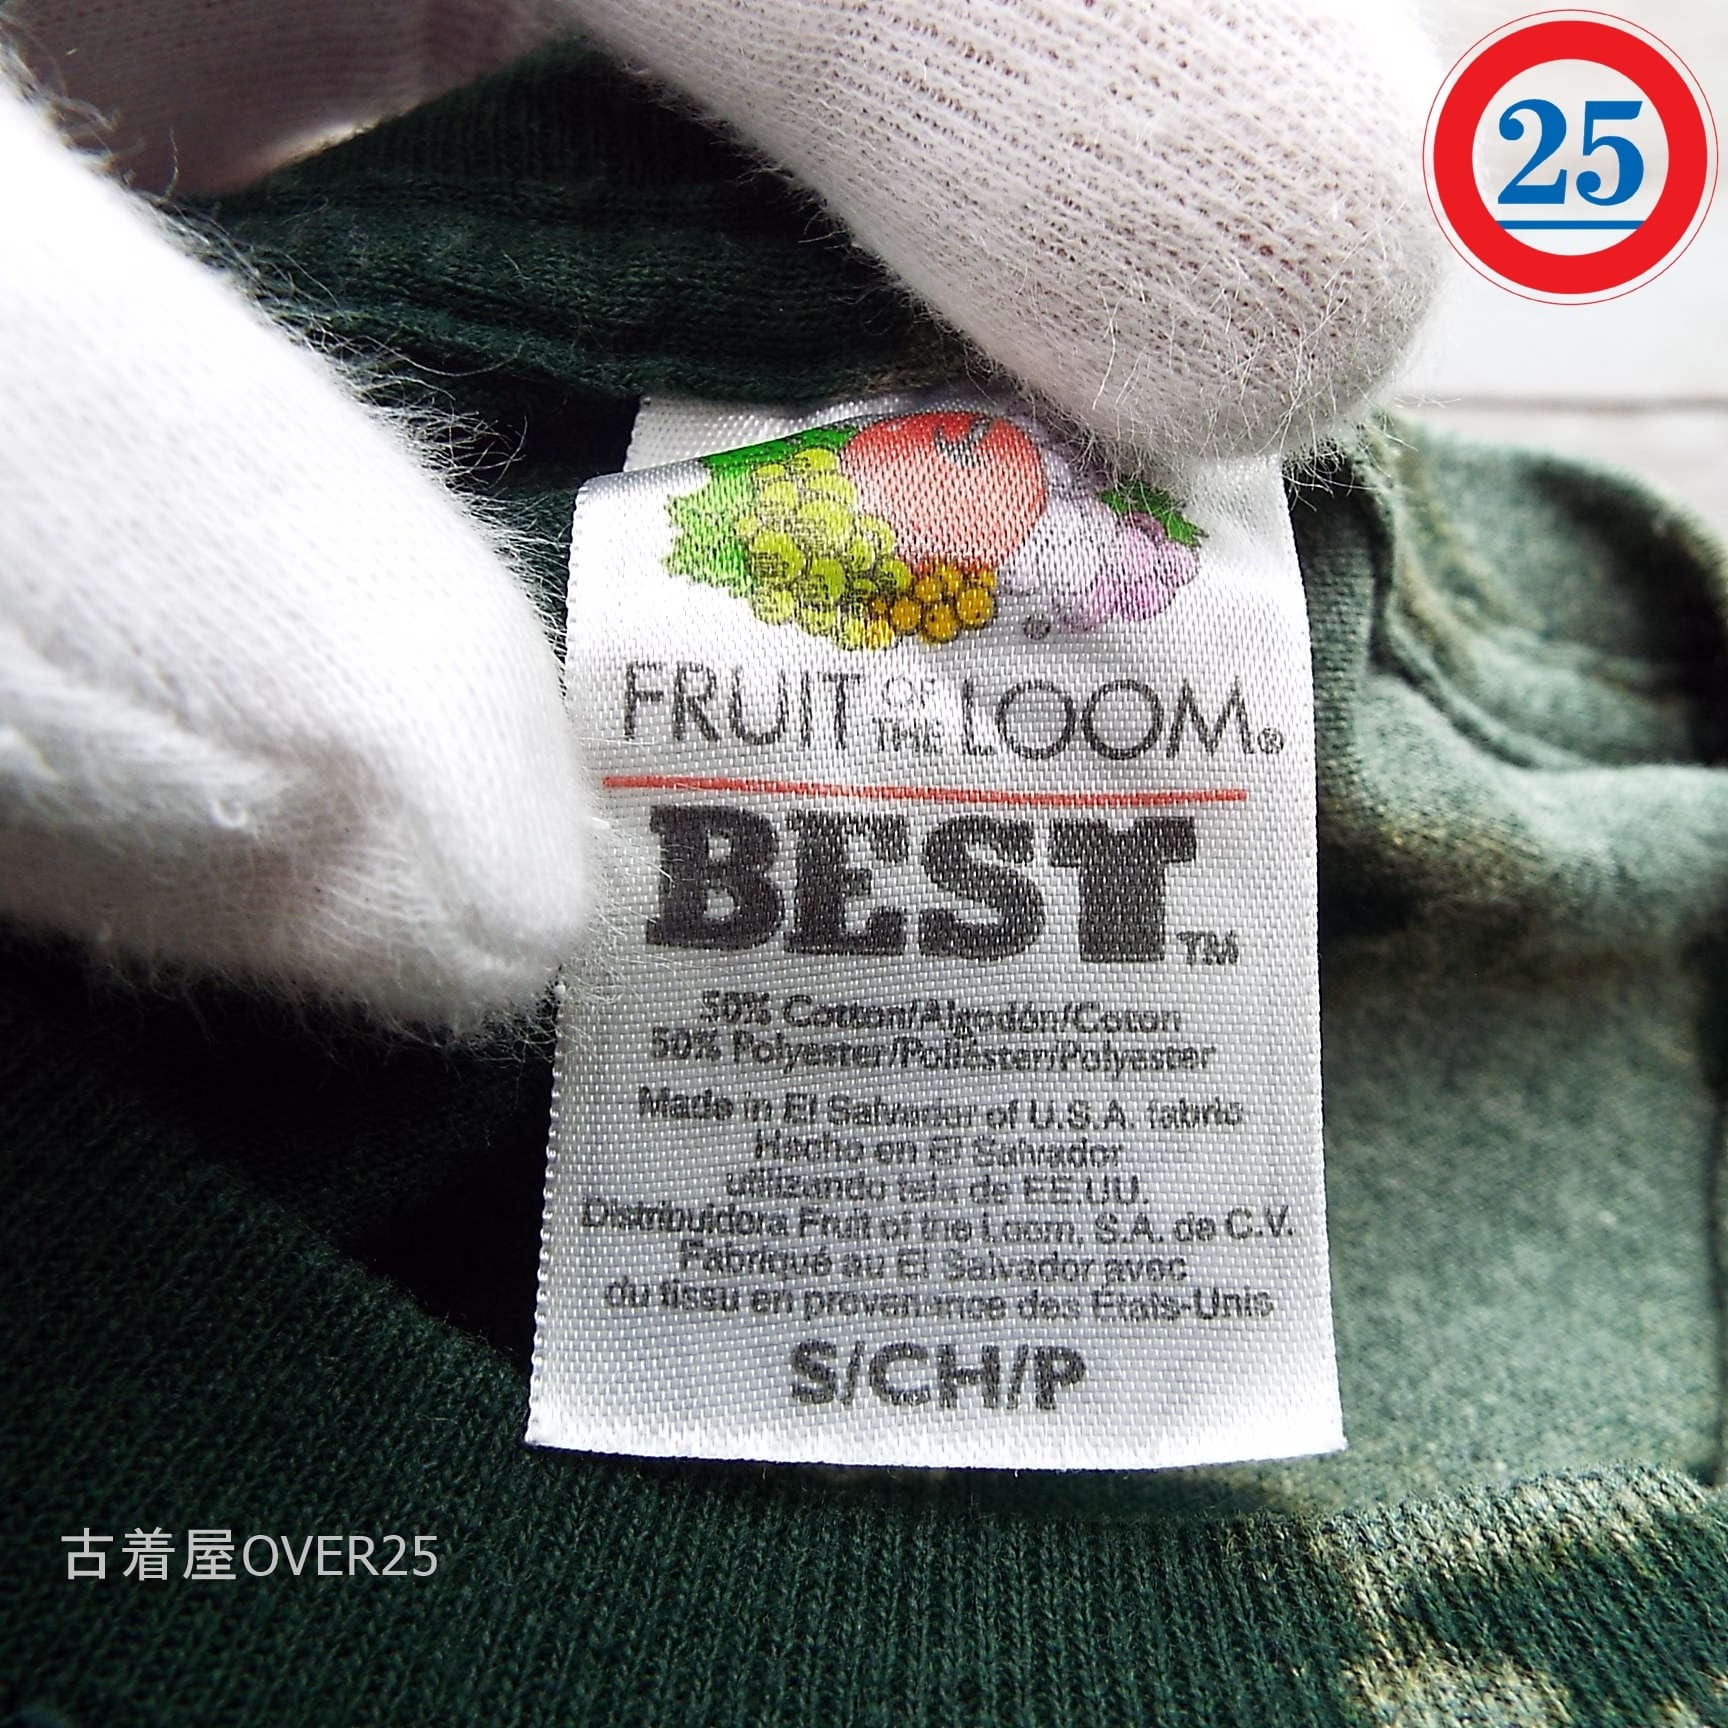 25
FRUIT OF THE LOOM®
BEST™
50% Cotton/Algodón/Coton
50% Polyester/Poliéster/Polyester
Made in El Salvador of U.S.A. fabric
Hecho en El Salvador
utilizando tela de EE.UU.
Distribuidora Fruit of the Loom, S.A. de C.V.
Fabriqué au El Salvador avec
du tissu en provenance des États-Unis
S/CH/P
古着屋OVER25